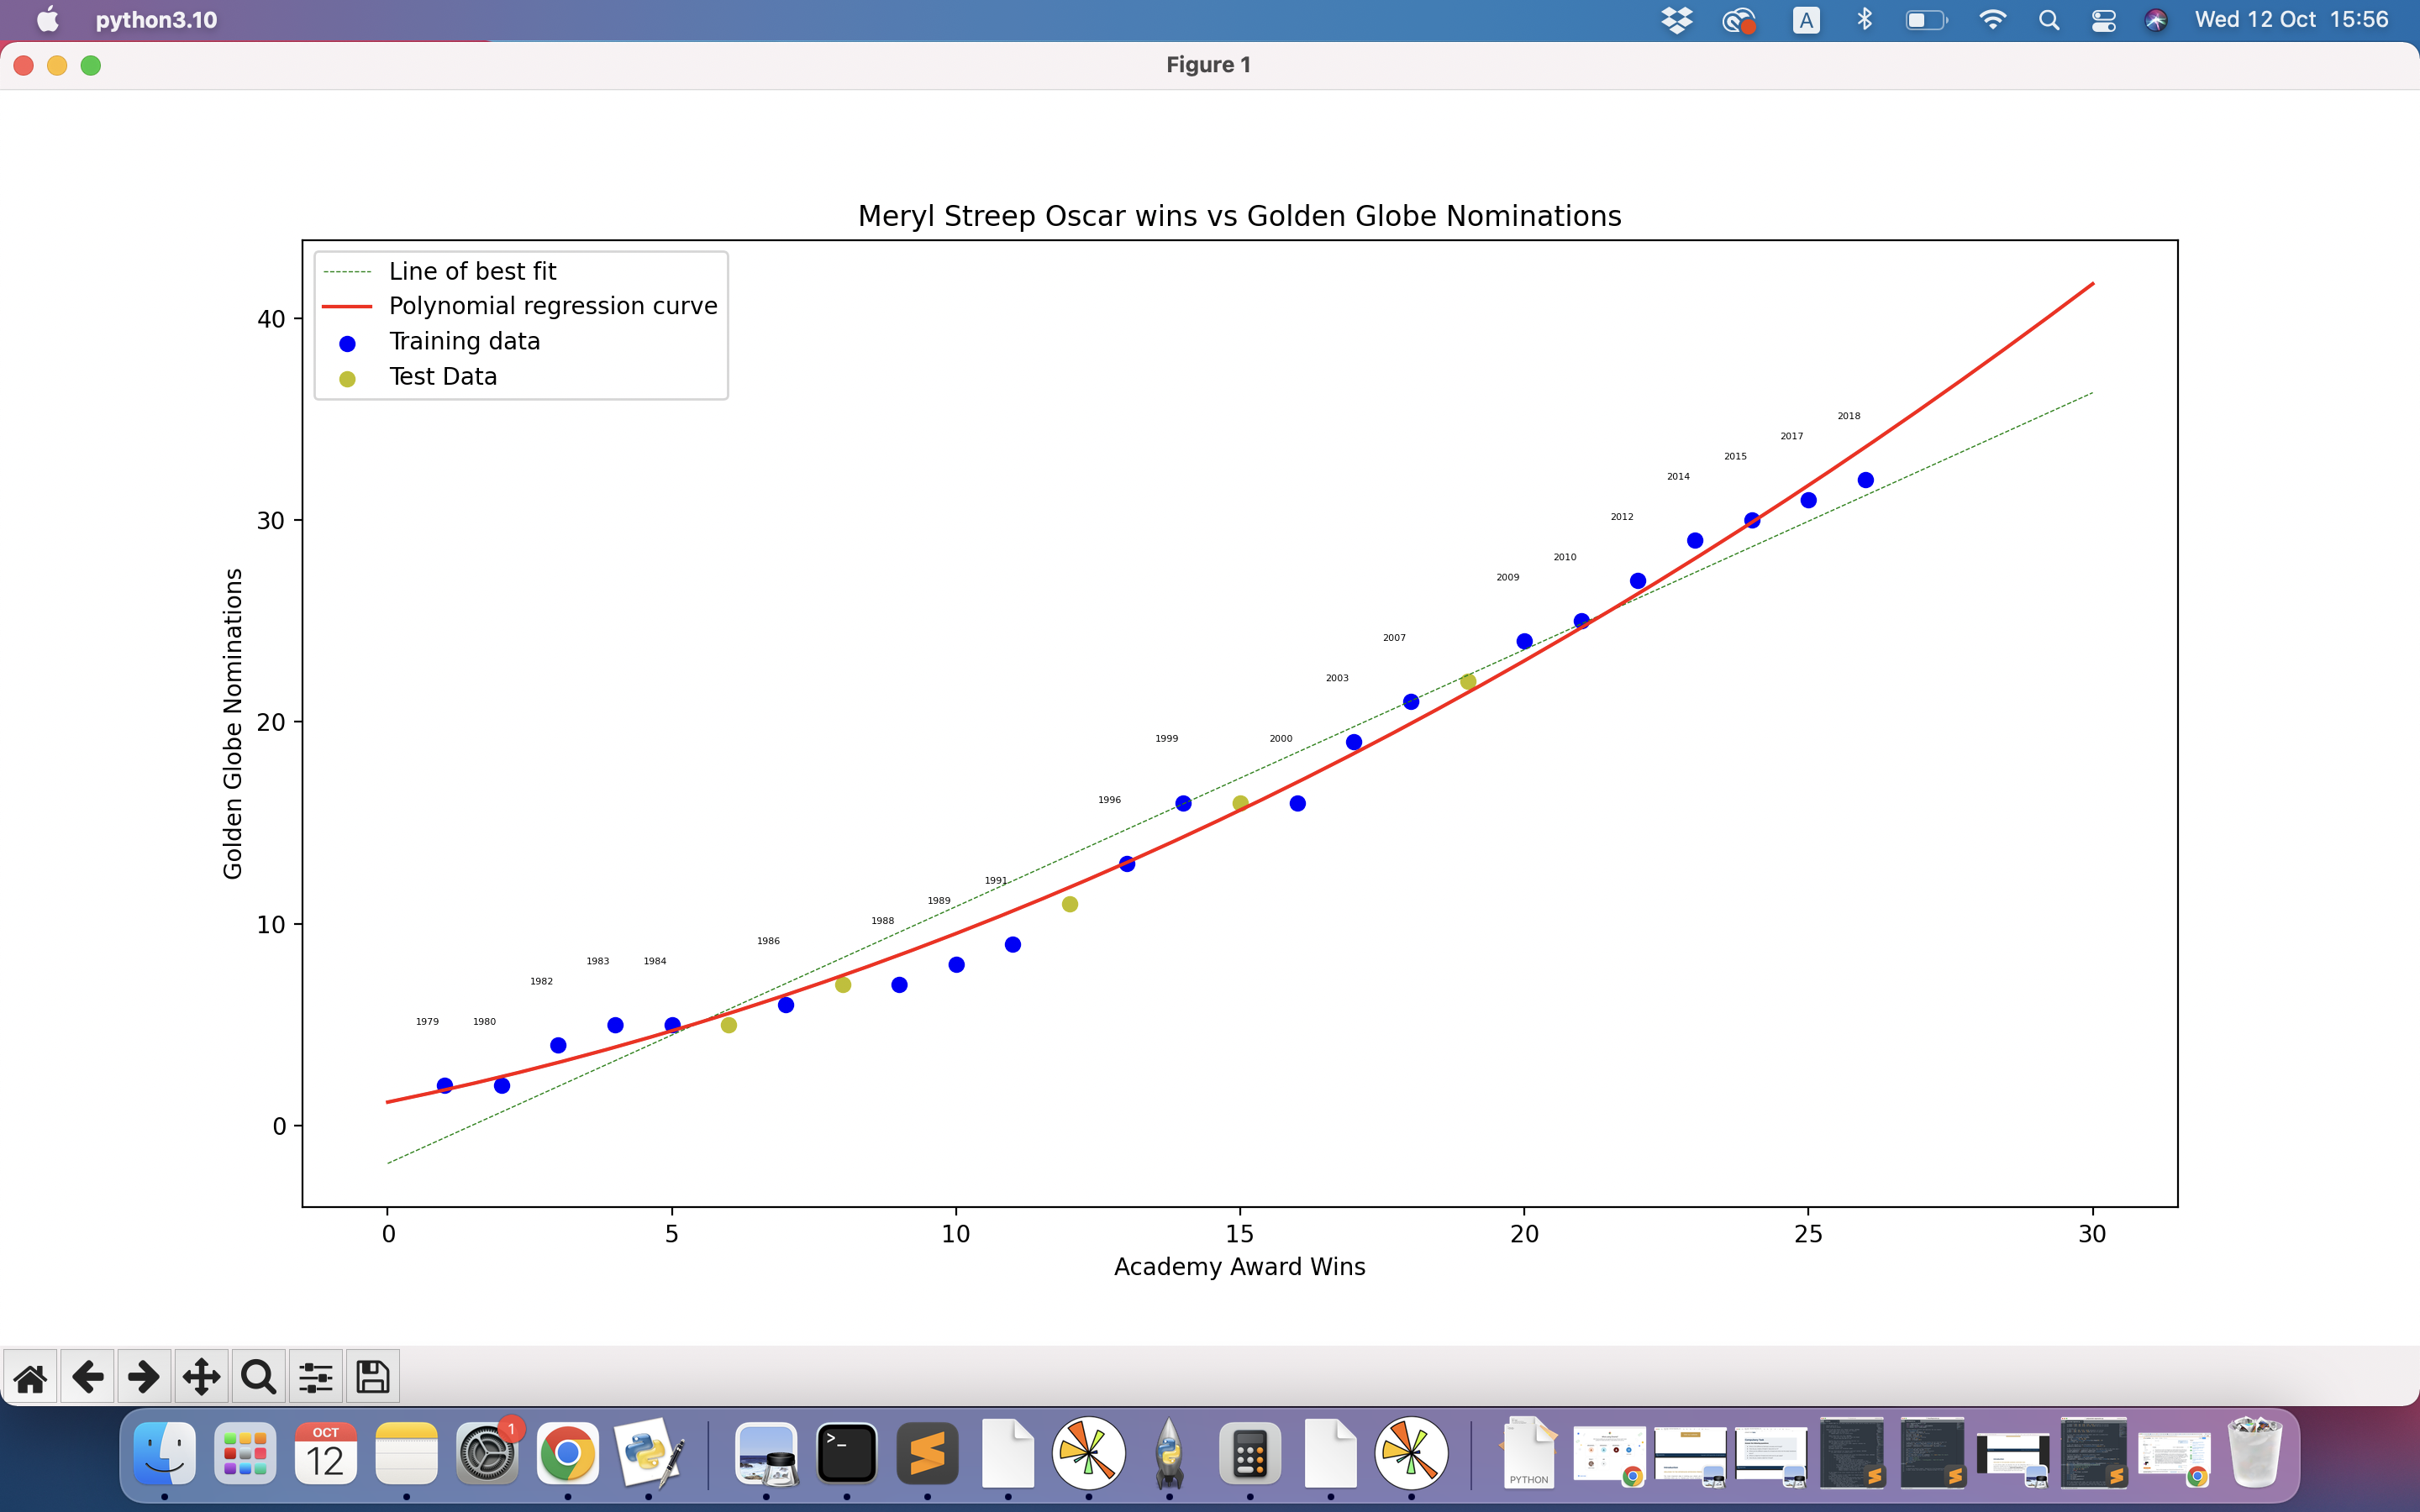 python3.10
A
Wed 12 Oct 15:56
Figure 1
Meryl Streep Oscar wins vs Golden Globe Nominations
Line of best fit
Polynomial regression curve
Training data
Test Data
40
30
20
10
0
Golden Globe Nominations
2018
2017
2015
2014
2012
2010
2009
2007
2003
1999
2000
1996
1991
1989
1988
1986
1983
1984
1982
1979
1980
0
5
10
15
20
25
30
Academy Award Wins
OCT
12
1
>_
PYTHON